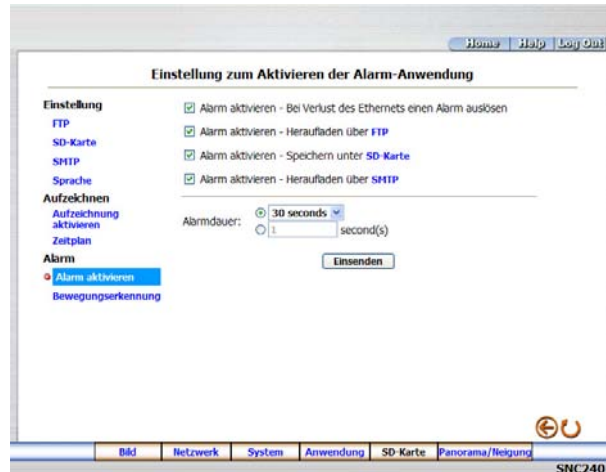 Home Help Log Out
Einstellung zum Aktivieren der Alarm-Anwendung
Einstellung
FTP
SD-Karte
SMTP
Sprache
Aufzeichnen
Aufzeichnung
aktivieren
Zeitplan
Alarm
Alarm aktivieren
Bewegungserkennung
Alarm aktivieren - Bei Verlust des Ethernets einen Alarm auslösen
Alarm aktivieren - Heraufladen über FTP
Alarm aktivieren - Speichern unter SD-Karte
Alarm aktivieren - Heraufladen über SMTP
Alarmdauer:
30 seconds
1 second(s)
Einsenden
Bild Netzwerk System Anwendung SD-Karte Panorama/Neigung
SNC240